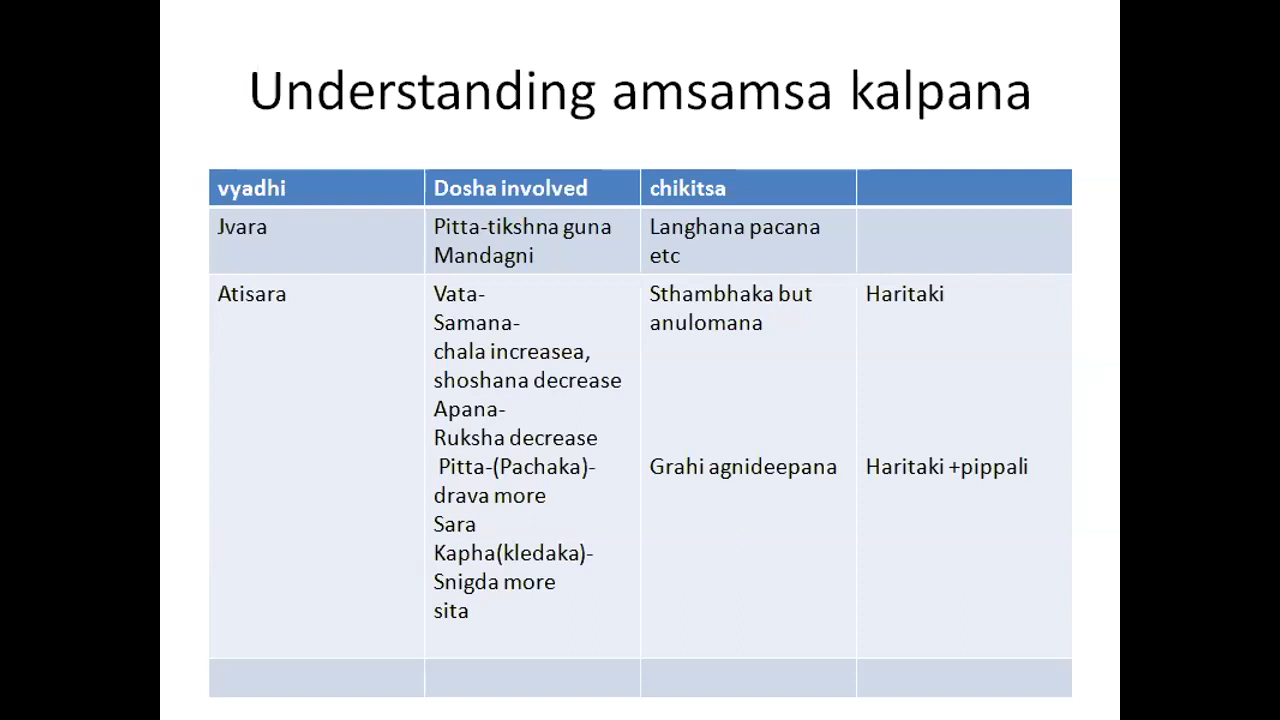 Understanding amsamsa kalpana
vyadhi
Dosha involved
chikitsa
Jvara
Pitta-tikshna guna
Mandagni
Langhana pacana
etc
Atisara
Vata-
Samana-
chala increasea,
shoshana decrease
Apana-
Ruksha decrease
Pitta-(Pachaka)-
drava more
Sara
Kapha(kledaka)-
Snigda more
sita
Sthambhaka but
anulomana
Grahi agnideepana
Haritaki
Haritaki +pippali